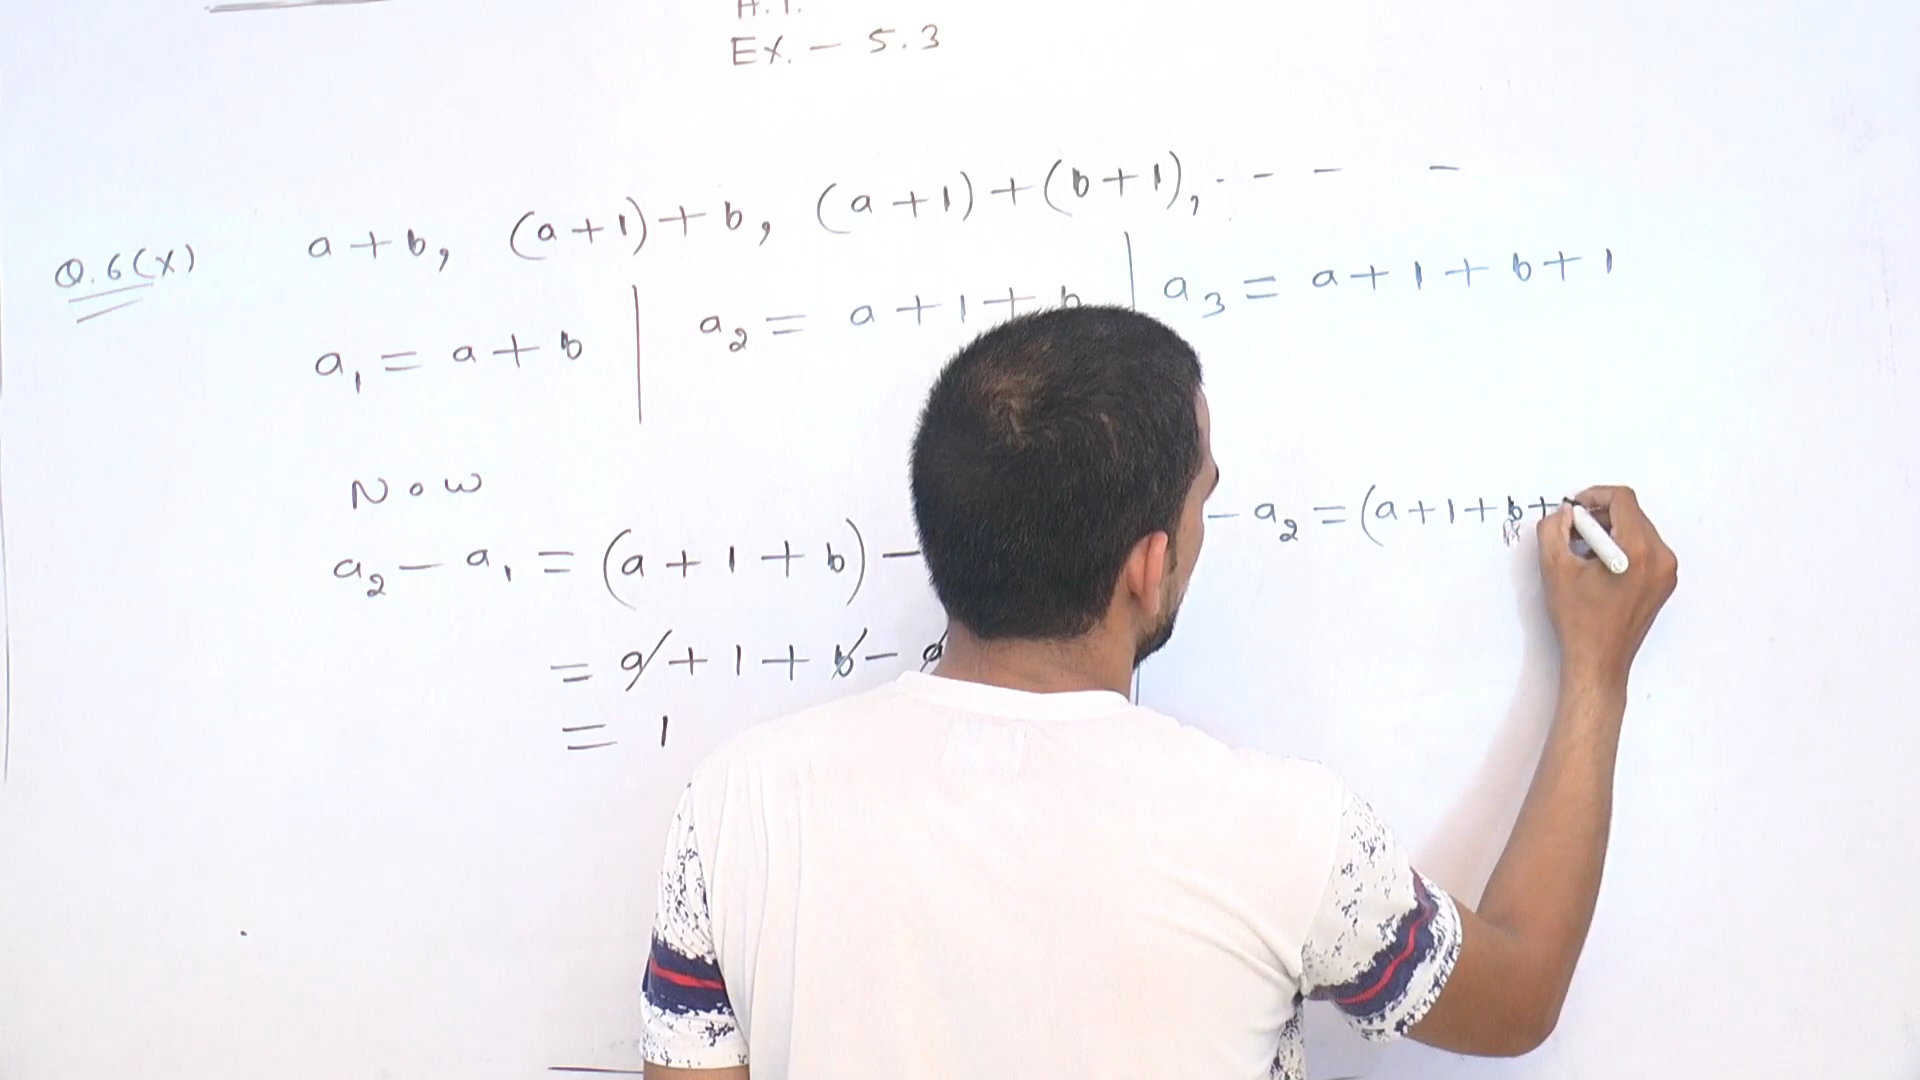 Ex. - 5.3
Q.6(x) a+b, (a+1)+b, (a+1)+(b+1), - - - -
a₁ = a+b | a₂ = a+1+b | a₃ = a+1+b+1
Now
a₂ - a₁ = (a+1+b) - - a₂ = (a+1+b+
= a+1+b-a
= 1